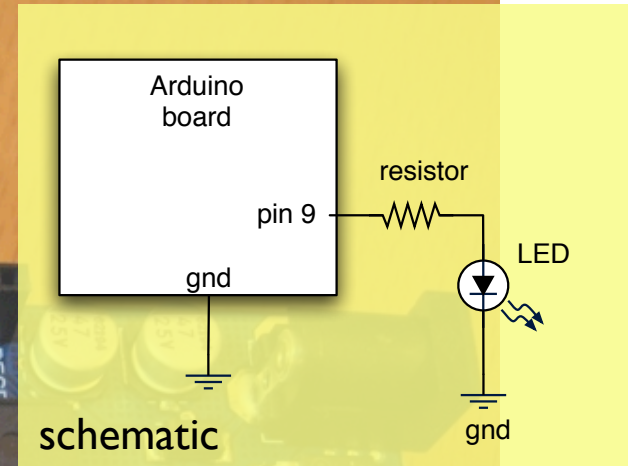 Arduino
board
resistor
pin 9
LED
gnd
gnd
schematic